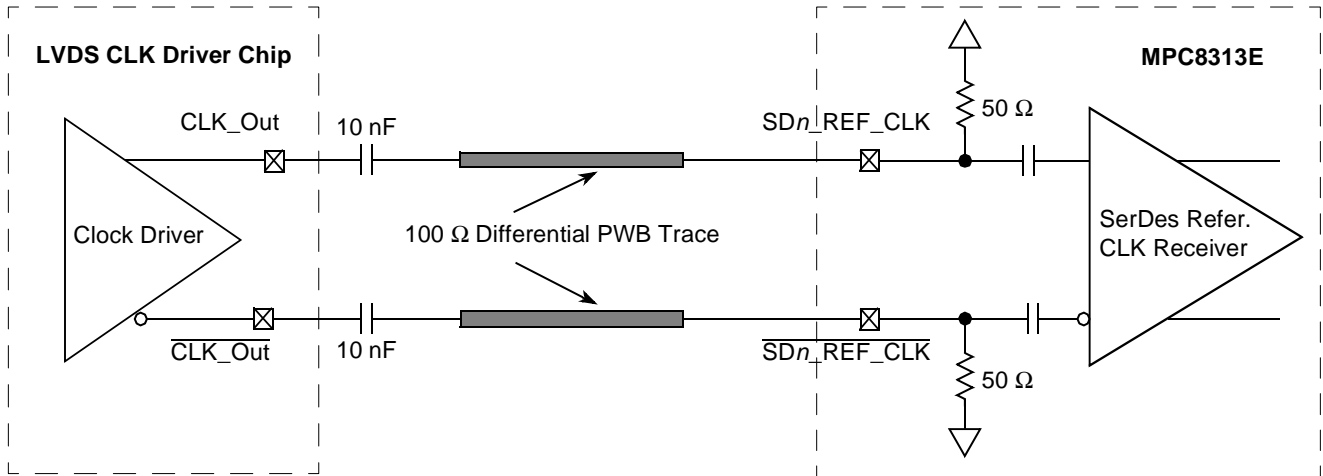 LVDS CLK Driver Chip
MPC8313E
CLK_Out
10 nF
SDn_REF_CLK
50 Ω
Clock Driver
100 Ω Differential PWB Trace
SerDes Refer.
CLK Receiver
CLK_Out
10 nF
SDn_REF_CLK
50 Ω